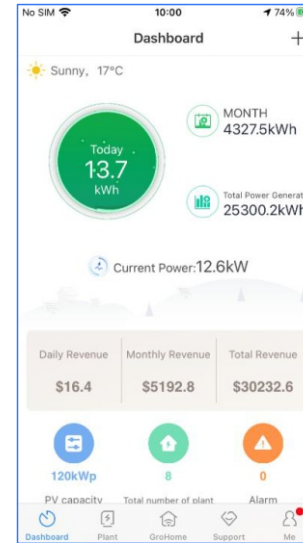 No SIM 10:00 74%
Dashboard
Sunny, 17°C
MONTH
4327.5kWh
Today
13.7
kWh
Total Power Generat
25300.2kWh
Current Power:12.6kW
Daily Revenue Monthly Revenue Total Revenue
$16.4 $5192.8 $30232.6
120kWp 8 0
PV capacity Total number of plant Alarm
Dashboard Plant GroHome Support Me